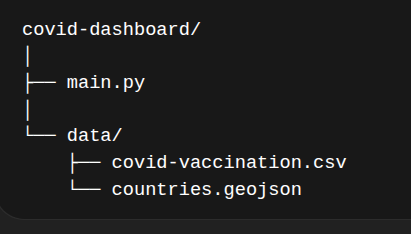 covid-dashboard/
│
├── main.py
│
└── data/
    ├── covid-vaccination.csv
    └── countries.geojson